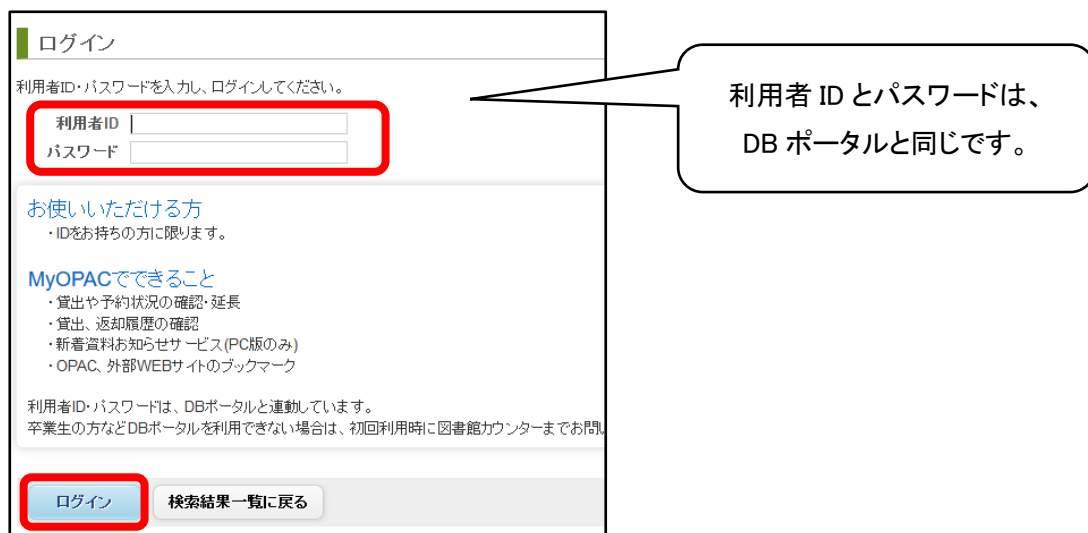 ログイン
利用者ID・パスワードを入力し、ログインしてください。
利用者ID
パスワード
お使いいただける方
・IDをお持ちの方に限ります。
MyOPACでできること
・貸出や予約状況の確認・延長
・貸出、返却履歴の確認
・新着資料お知らせサービス(PC版のみ)
・OPAC、外部WEBサイトのブックマーク
利用者ID・パスワードは、DBポータルと連動しています。
卒業生の方などDBポータルを利用できない場合は、初回利用時に図書館カウンターまでお問い
ログイン
検索結果一覧に戻る
利用者 ID とパスワードは、
DB ポータルと同じです。